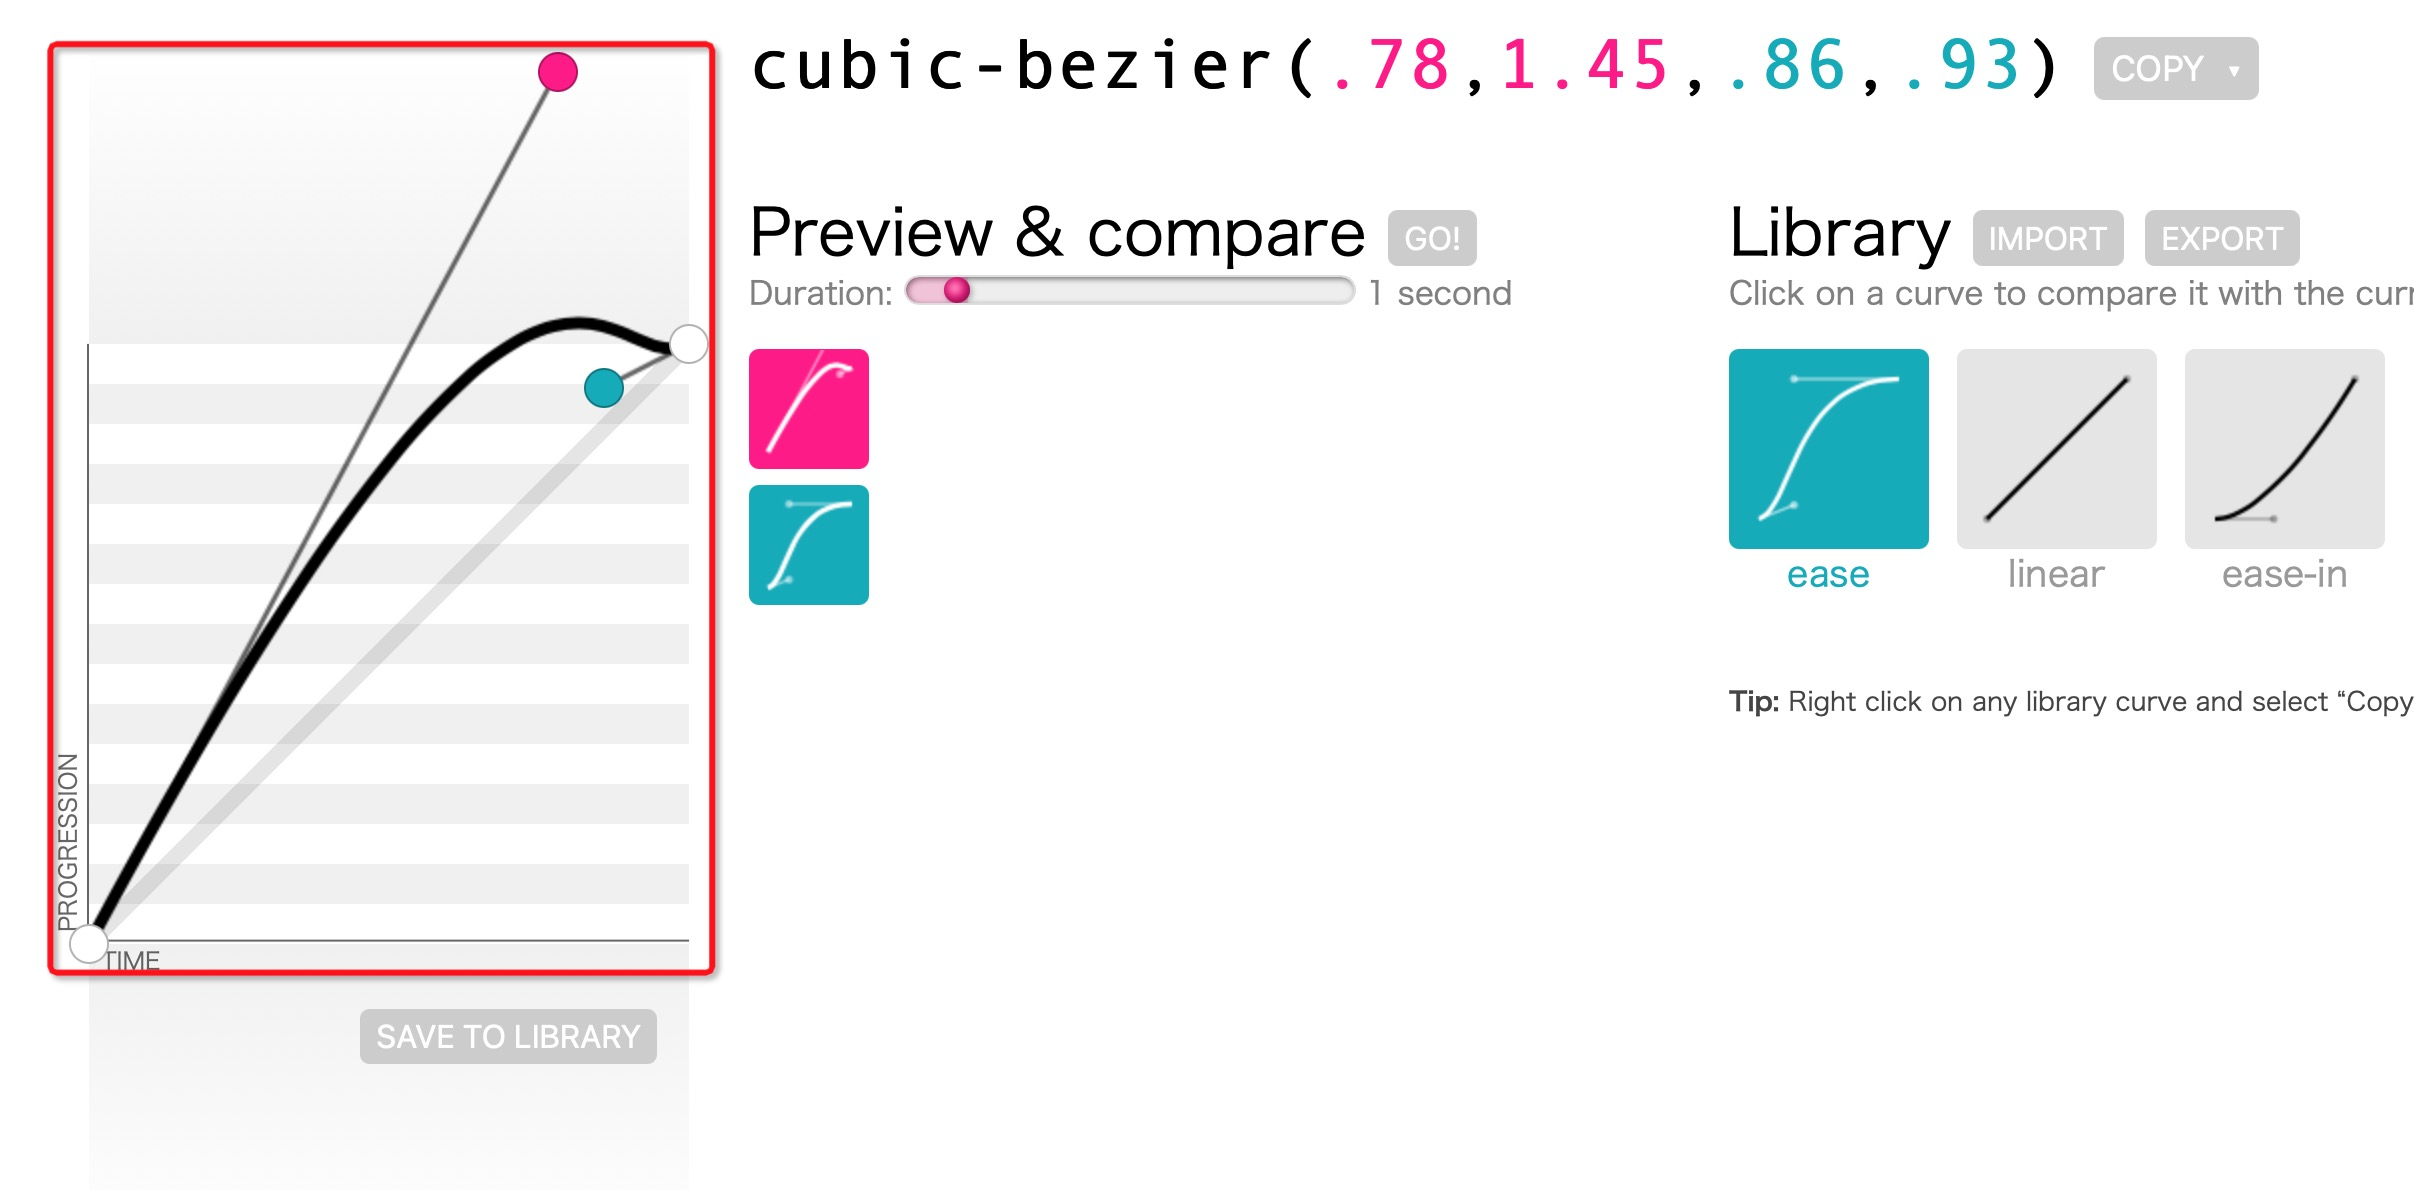 cubic-bezier(.78,1.45,.86,.93)
COPY ▾
Preview & compare
GO!
Duration:
1 second
Library
IMPORT
EXPORT
Click on a curve to compare it with the curr
ease
linear
ease-in
Tip: Right click on any library curve and select “Copy
PROGRESSION
TIME
SAVE TO LIBRARY